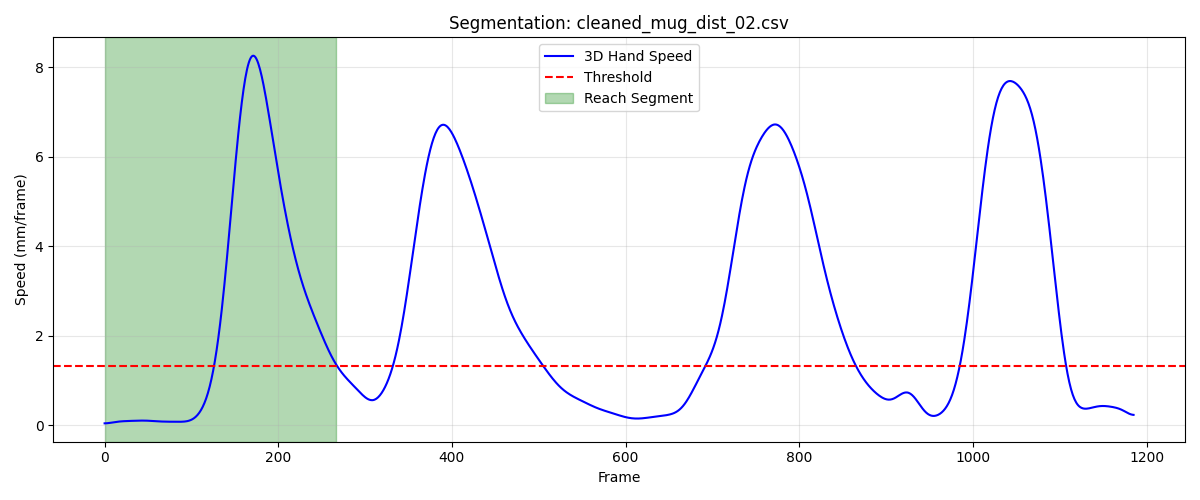 Segmentation: cleaned_mug_dist_02.csv
3D Hand Speed
Threshold
Reach Segment
Speed (mm/frame)
8
6
4
2
0
0 200 400 600 800 1000 1200
Frame